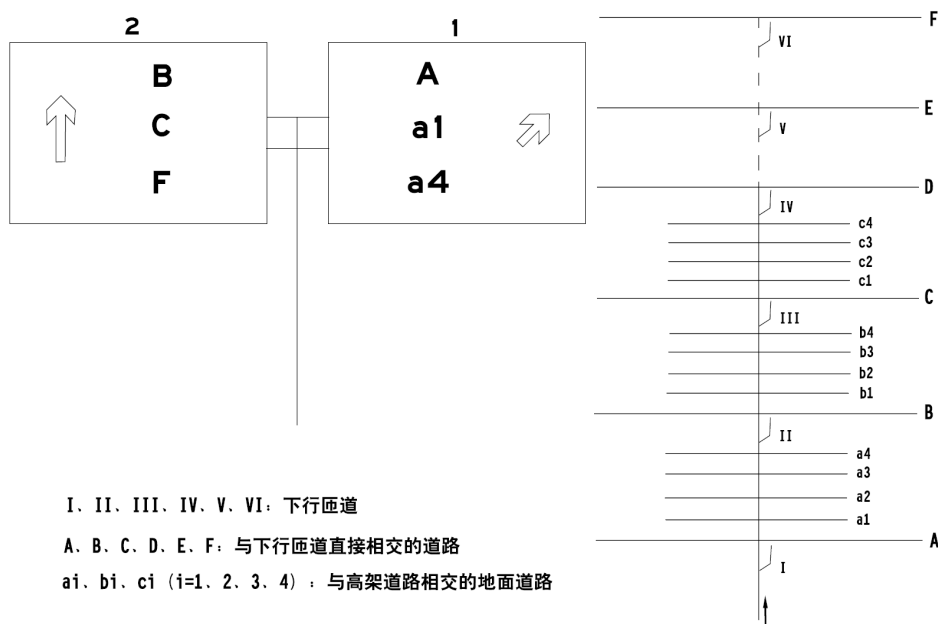 2
B
C
F
1
A
a1
a4
F
VI
E
V
D
IV
c4
c3
c2
c1
C
III
b4
b3
b2
b1
B
II
a4
a3
a2
a1
A
I
I、II、III、IV、V、VI: 下行匝道
A、B、C、D、E、F: 与下行匝道直接相交的道路
ai、bi、ci (i=1、2、3、4) : 与高架道路相交的地面道路